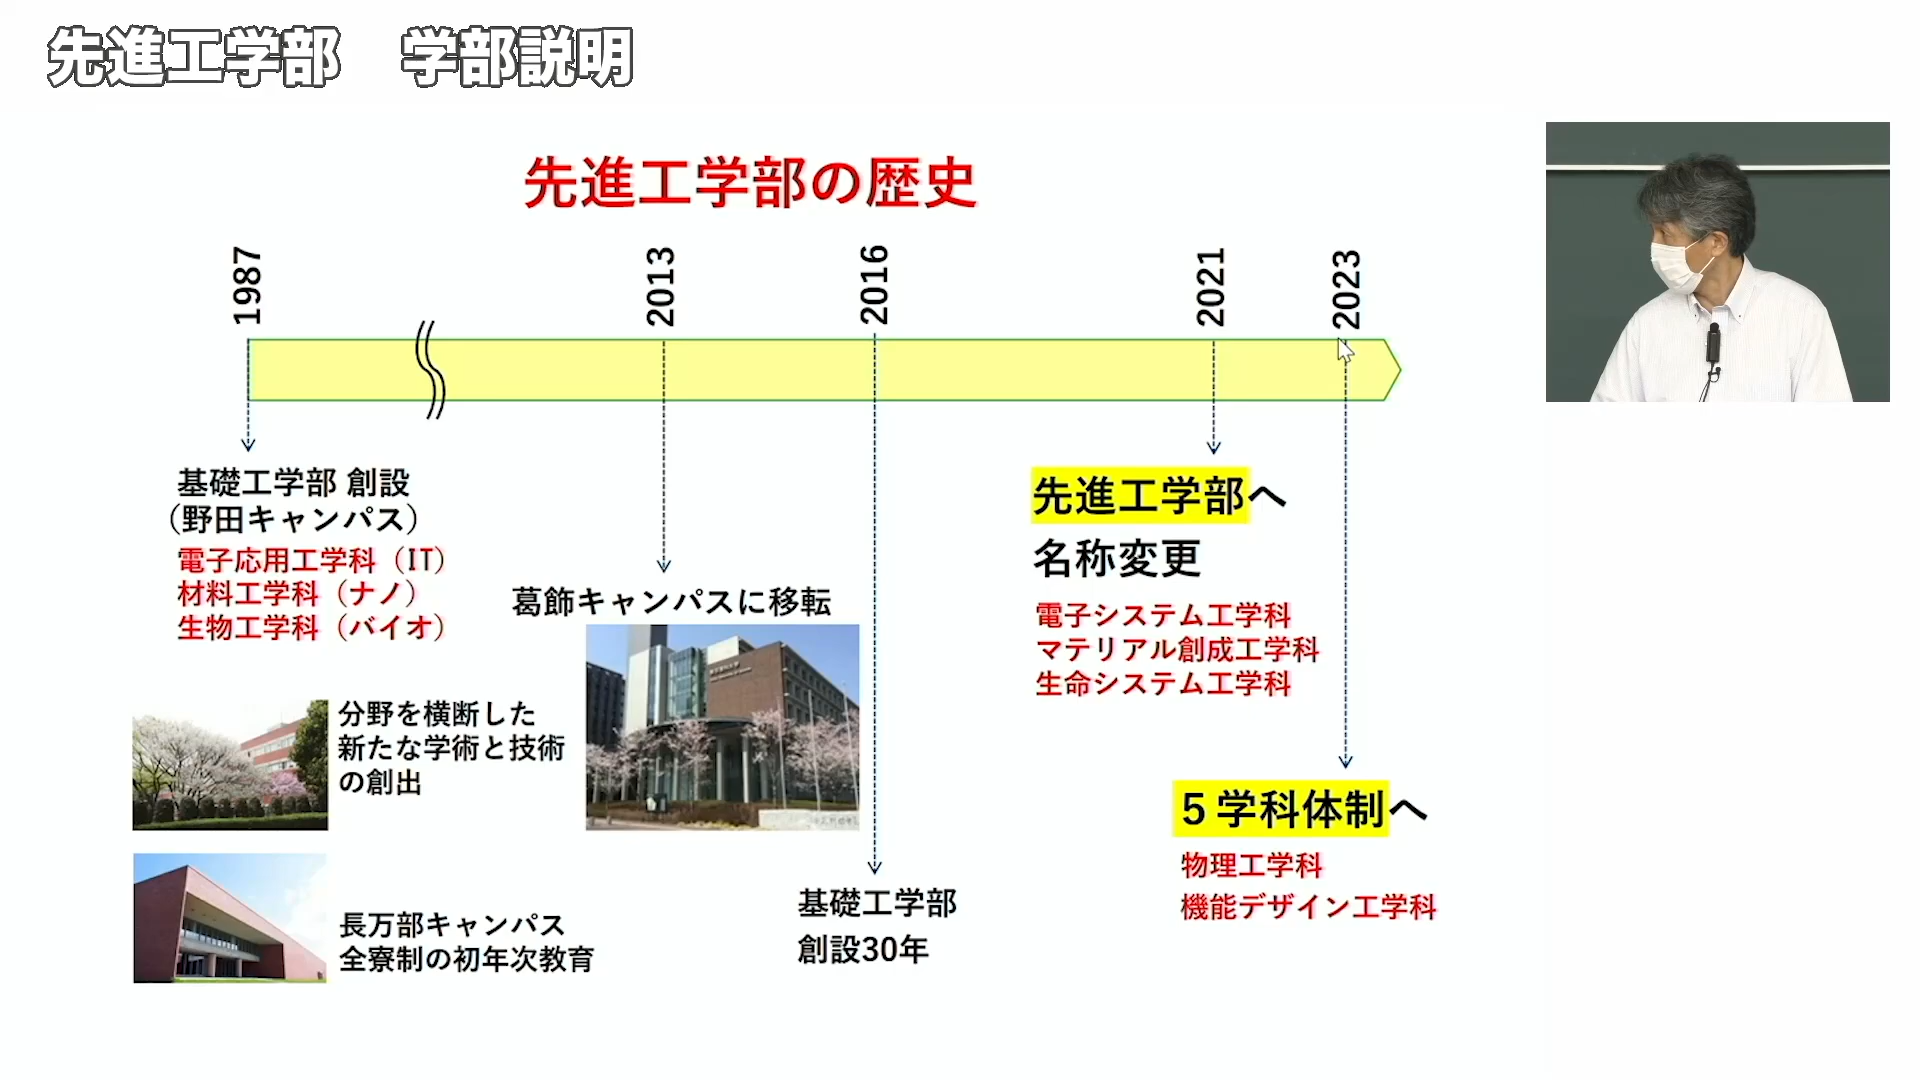 先進工学部　学部説明
先進工学部の歴史
1987
2013
2016
2021
2023
基礎工学部 創設
（野田キャンパス）
電子応用工学科（IT）
材料工学科（ナノ）
生物工学科（バイオ）
分野を横断した
新たな学術と技術
の創出
長万部キャンパス
全寮制の初年次教育
葛飾キャンパスに移転
基礎工学部
創設30年
先進工学部へ
名称変更
電子システム工学科
マテリアル創成工学科
生命システム工学科
５学科体制へ
物理工学科
機能デザイン工学科